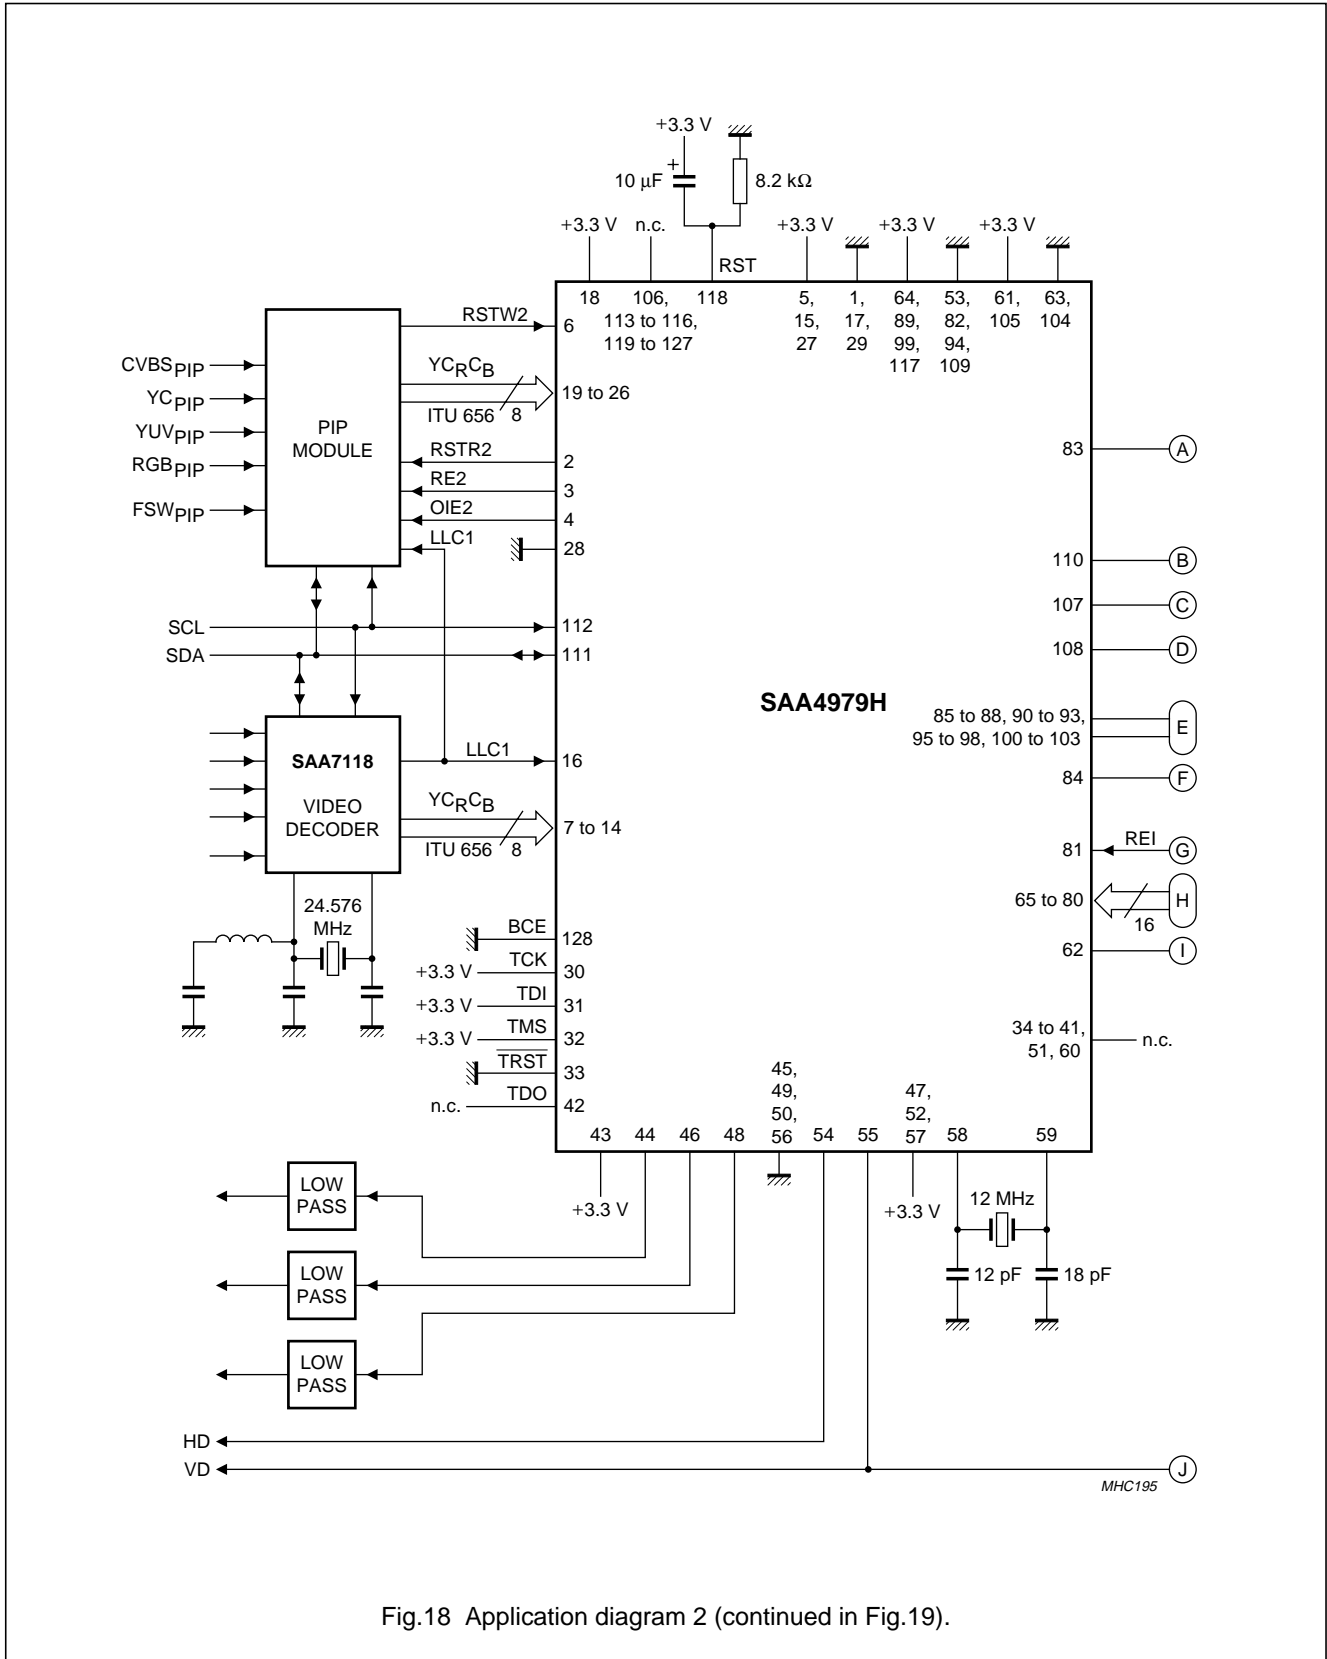 +3.3 V
10 μF
+
8.2 kΩ
+3.3 V
n.c.
+3.3 V
+3.3 V
+3.3 V
RST
18
106,
113 to 116,
119 to 127
118
5,
15,
27
1,
17,
29
64,
89,
99,
117
53,
82,
94,
109
61,
105
63,
104
RSTW2
6
CVBSPIP
YCPIP
YUVPIP
RGBPIP
FSWPIP
PIP
MODULE
YCRCB
ITU 656
8
19 to 26
RSTR2
2
RE2
3
OIE2
4
LLC1
28
83
A
110
B
107
C
108
D
SCL
112
SDA
111
SAA4979H
85 to 88, 90 to 93,
95 to 98, 100 to 103
E
SAA7118
VIDEO
DECODER
LLC1
16
84
F
YCRCB
ITU 656
8
7 to 14
81
REI
G
65 to 80
16
H
62
I
24.576
MHz
BCE
128
+3.3 V
TCK
30
+3.3 V
TDI
31
+3.3 V
TMS
32
TRST
33
n.c.
TDO
42
34 to 41,
51, 60
n.c.
43
44
46
48
45,
49,
50,
56
54
55
47,
52,
57
58
59
+3.3 V
+3.3 V
12 MHz
12 pF
18 pF
LOW
PASS
LOW
PASS
LOW
PASS
HD
VD
J
MHC195
Fig.18 Application diagram 2 (continued in Fig.19).